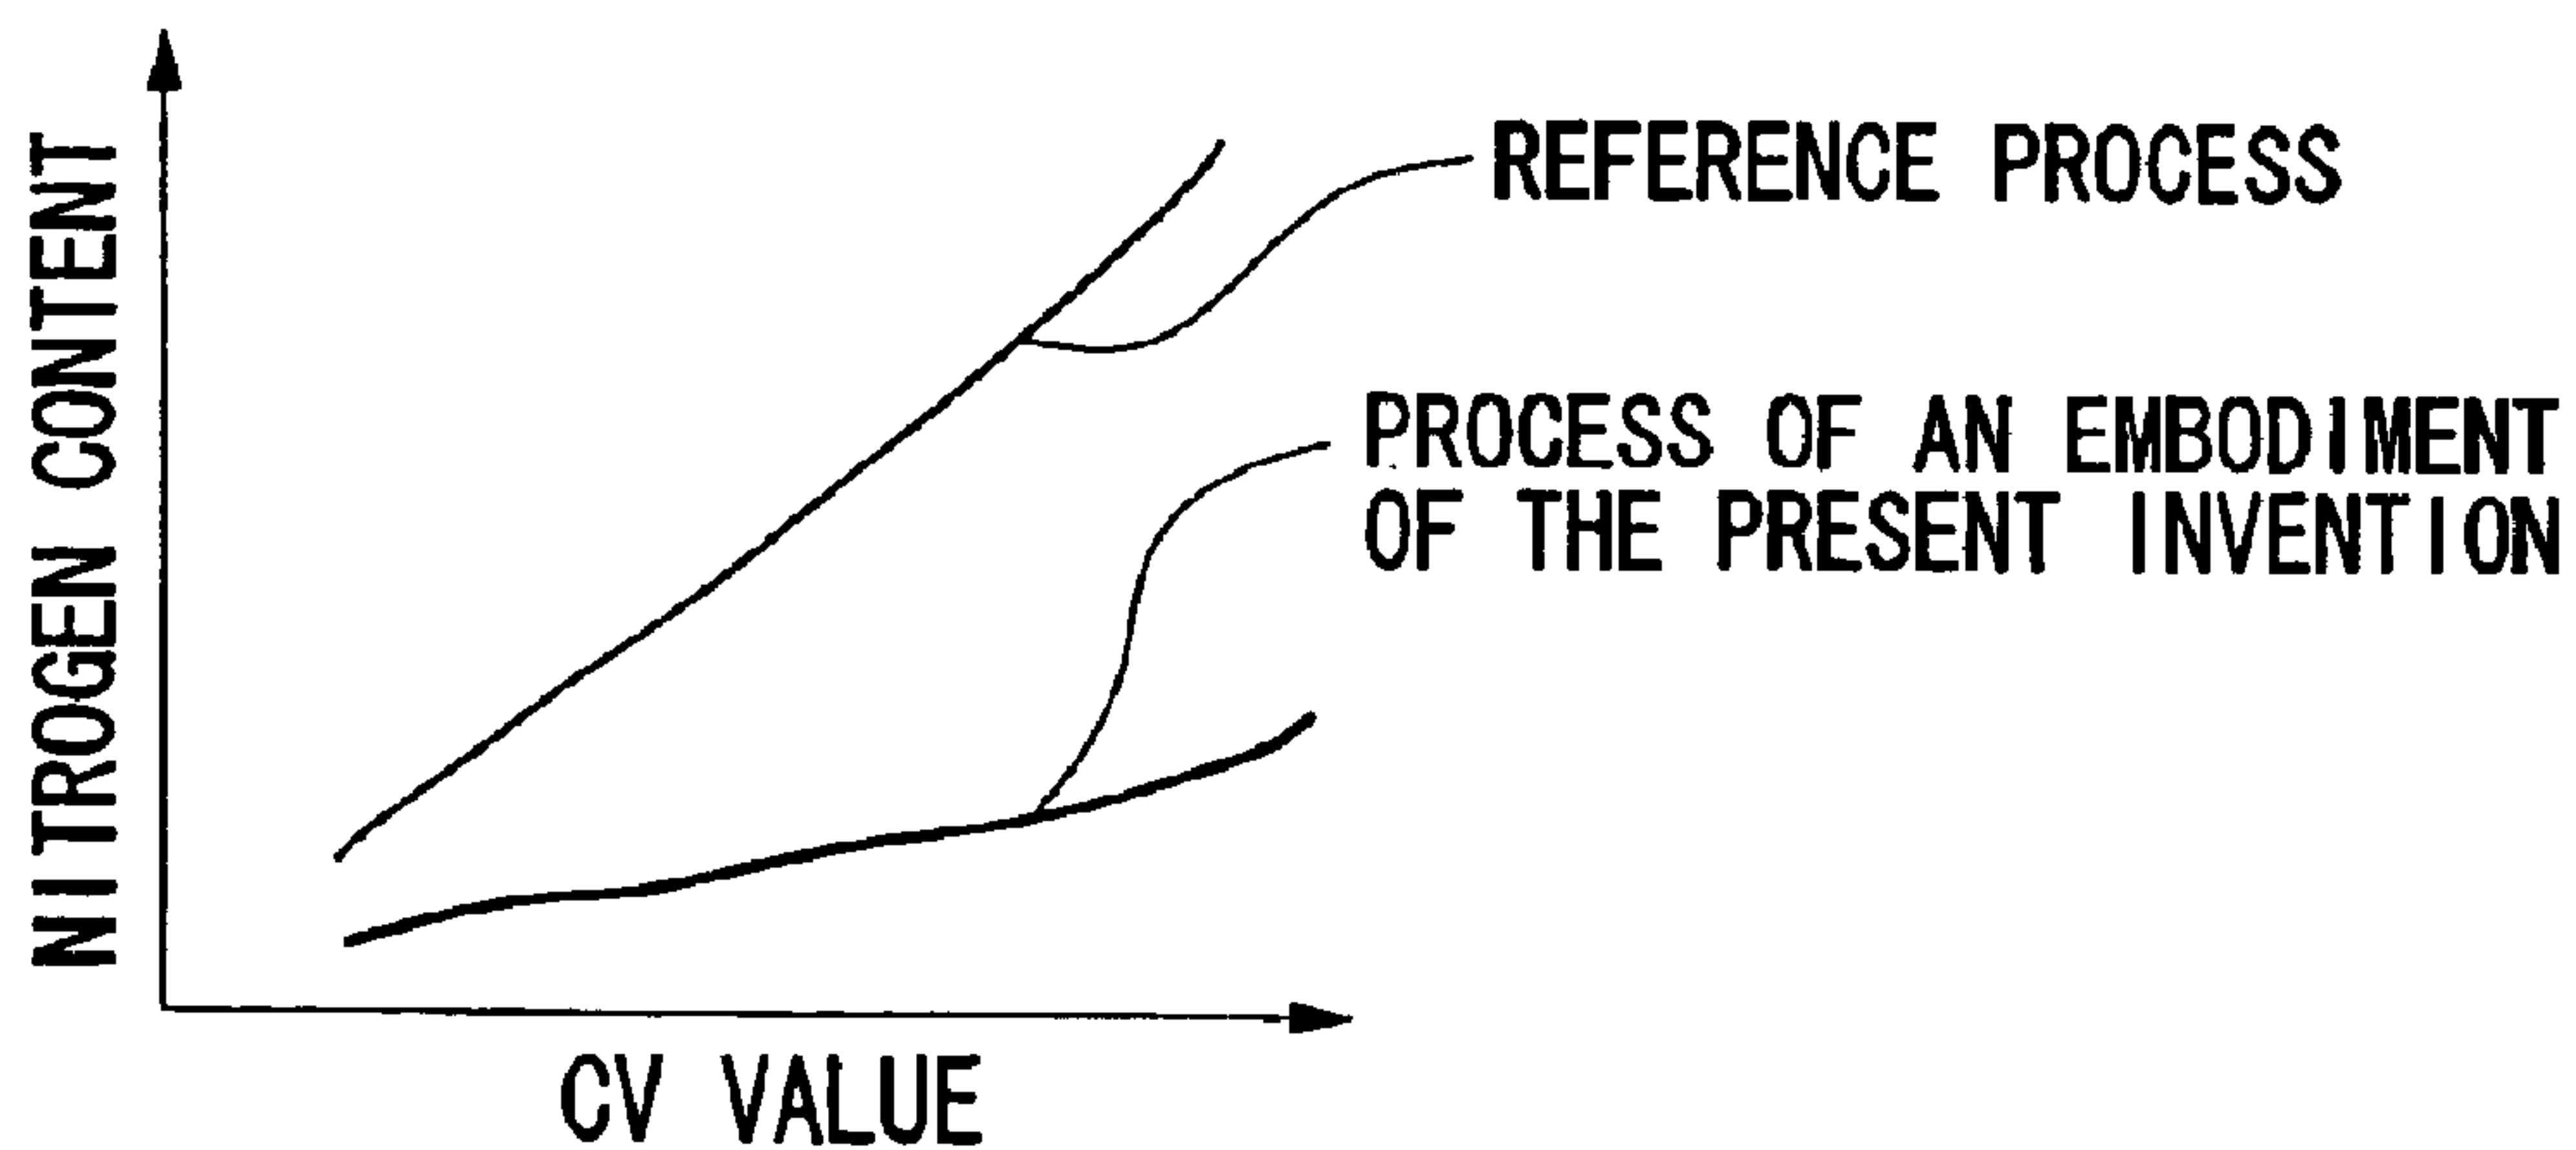 NITROGEN CONTENT
REFERENCE PROCESS
PROCESS OF AN EMBODIMENT
OF THE PRESENT INVENTION
CV VALUE